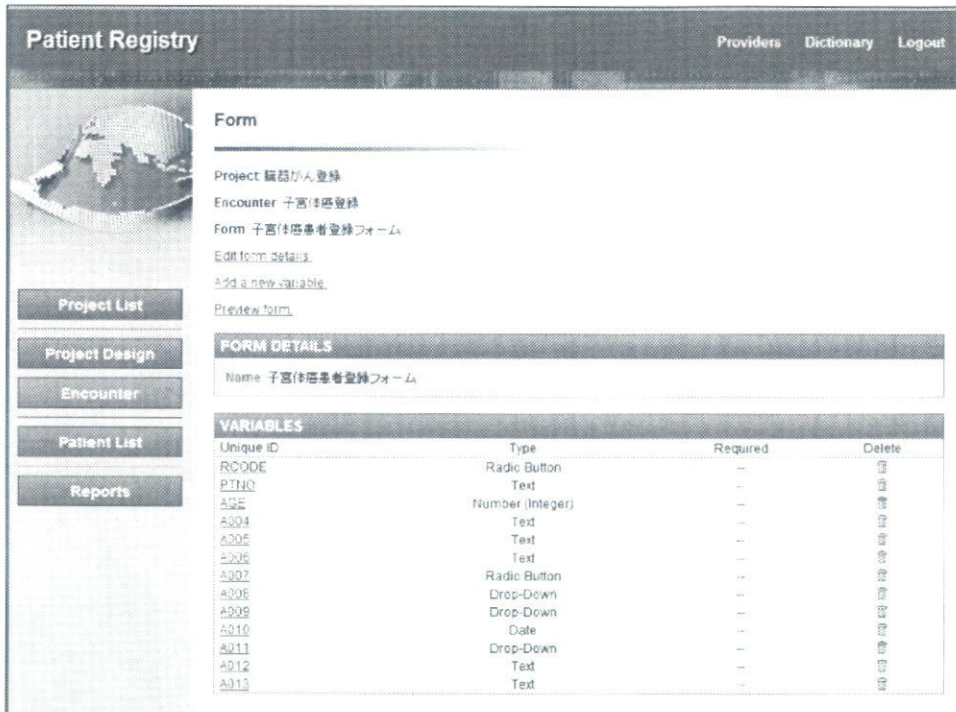 Patient Registry
Providers Dictionary Logout
Form
Project 臓器がん登録
Encounter 子宮体癌登録
Form 子宮体癌患者登録フォーム
Edit form details.
Add a new variable.
Preview form.
Project List
Project Design
Encounter
Patient List
Reports
FORM DETAILS
Name 子宮体癌患者登録フォーム
VARIABLES
Unique ID Type Required Delete
RCODE Radio Button --
PTNO Text --
AGE Number (Integer) --
A004 Text --
A005 Text --
A006 Text --
A007 Radio Button --
A008 Drop-Down --
A009 Drop-Down --
A010 Date --
A011 Drop-Down --
A012 Text --
A013 Text --